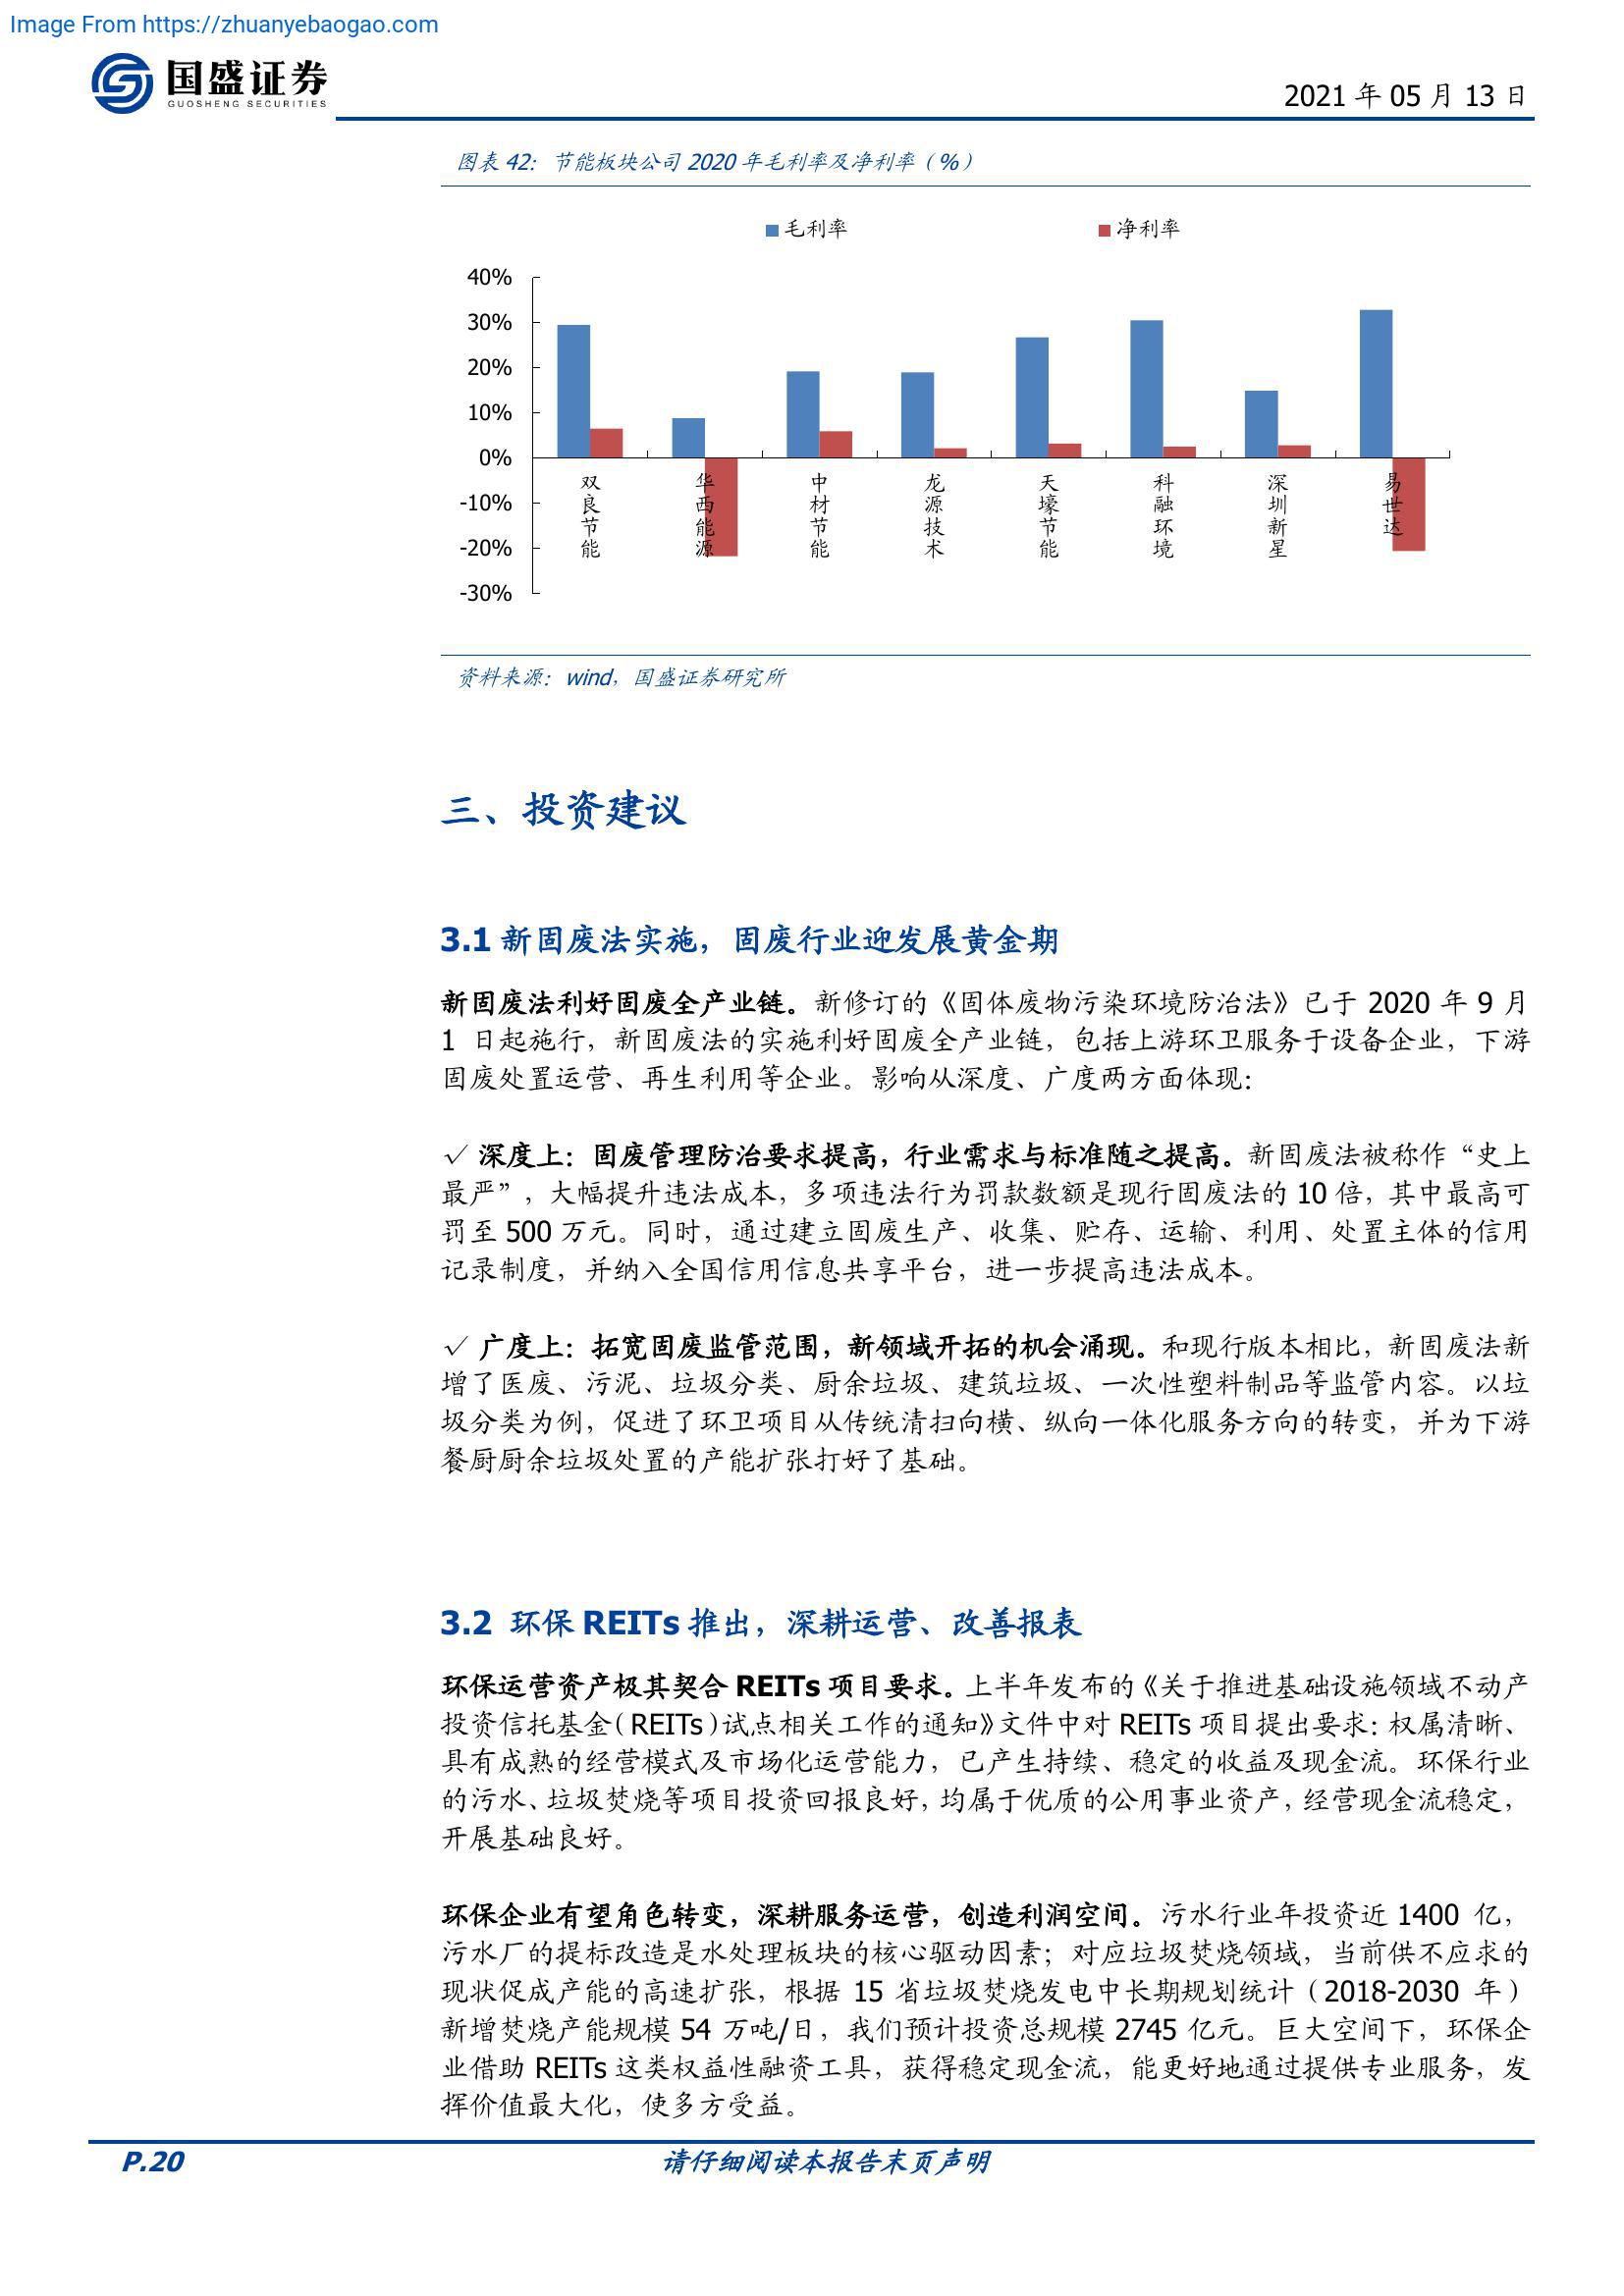 Image From https://zhuanyebaogao.com
国盛证券
GUOSHENG SECURITIES
2021 年 05 月 13 日
图表 42：节能板块公司 2020 年毛利率及净利率（%）
毛利率 净利率
40%
30%
20%
10%
0%
-10%
-20%
-30%
双良节能
华西能源
中材节能
龙源技术
天壕节能
科融环境
深圳新星
易世达
资料来源：wind，国盛证券研究所
三、投资建议
3.1 新固废法实施，固废行业迎发展黄金期
新固废法利好固废全产业链。新修订的《固体废物污染环境防治法》已于 2020 年 9 月
1 日起施行，新固废法的实施利好固废全产业链，包括上游环卫服务于设备企业，下游
固废处置运营、再生利用等企业。影响从深度、广度两方面体现：
√ 深度上：固废管理防治要求提高，行业需求与标准随之提高。新固废法被称作“史上
最严”，大幅提升违法成本，多项违法行为罚款数额是现行固废法的 10 倍，其中最高可
罚至 500 万元。同时，通过建立固废生产、收集、贮存、运输、利用、处置主体的信用
记录制度，并纳入全国信用信息共享平台，进一步提高违法成本。
√ 广度上：拓宽固废监管范围，新领域开拓的机会涌现。和现行版本相比，新固废法新
增了医废、污泥、垃圾分类、厨余垃圾、建筑垃圾、一次性塑料制品等监管内容。以垃
圾分类为例，促进了环卫项目从传统清扫向横、纵向一体化服务方向的转变，并为下游
餐厨厨余垃圾处置的产能扩张打好了基础。
3.2 环保 REITs 推出，深耕运营、改善报表
环保运营资产极其契合 REITs 项目要求。上半年发布的《关于推进基础设施领域不动产
投资信托基金（REITs）试点相关工作的通知》文件中对 REITs 项目提出要求：权属清晰、
具有成熟的经营模式及市场化运营能力，已产生持续、稳定的收益及现金流。环保行业
的污水、垃圾焚烧等项目投资回报良好，均属于优质的公用事业资产，经营现金流稳定，
开展基础良好。
环保企业有望角色转变，深耕服务运营，创造利润空间。污水行业年投资近 1400 亿，
污水厂的提标改造是水处理板块的核心驱动因素；对应垃圾焚烧领域，当前供不应求的
现状促成产能的高速扩张，根据 15 省垃圾焚烧发电中长期规划统计（2018-2030 年）
新增焚烧产能规模 54 万吨/日，我们预计投资总规模 2745 亿元。巨大空间下，环保企
业借助 REITs 这类权益性融资工具，获得稳定现金流，能更好地通过提供专业服务，发
挥价值最大化，使多方受益。
P.20 请仔细阅读本报告末页声明